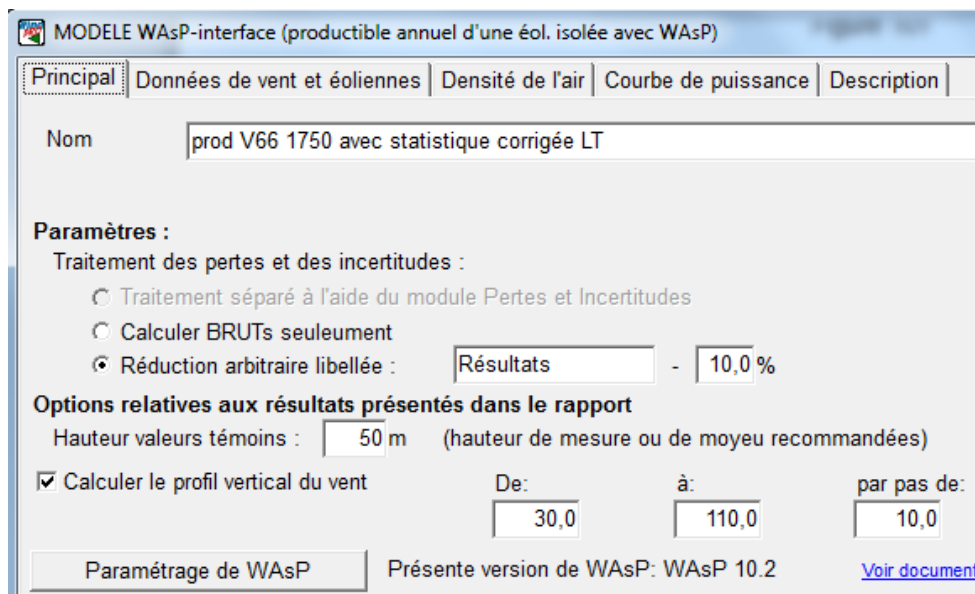 MODELE WAsP-interface (productible annuel d'une éol. isolée avec WAsP)
Principal Données de vent et éoliennes Densité de l'air Courbe de puissance Description
Nom prod V66 1750 avec statistique corrigée LT
Paramètres :
Traitement des pertes et des incertitudes :
Traitement séparé à l'aide du module Pertes et Incertitudes
Calculer BRUTs seuleument
Réduction arbitraire libellée : Résultats - 10,0 %
Options relatives aux résultats présentés dans le rapport
Hauteur valeurs témoins : 50 m (hauteur de mesure ou de moyeu recommandées)
Calculer le profil vertical du vent De: à: par pas de:
30,0 110,0 10,0
Paramétrage de WAsP Présente version de WAsP: WAsP 10.2 Voir document